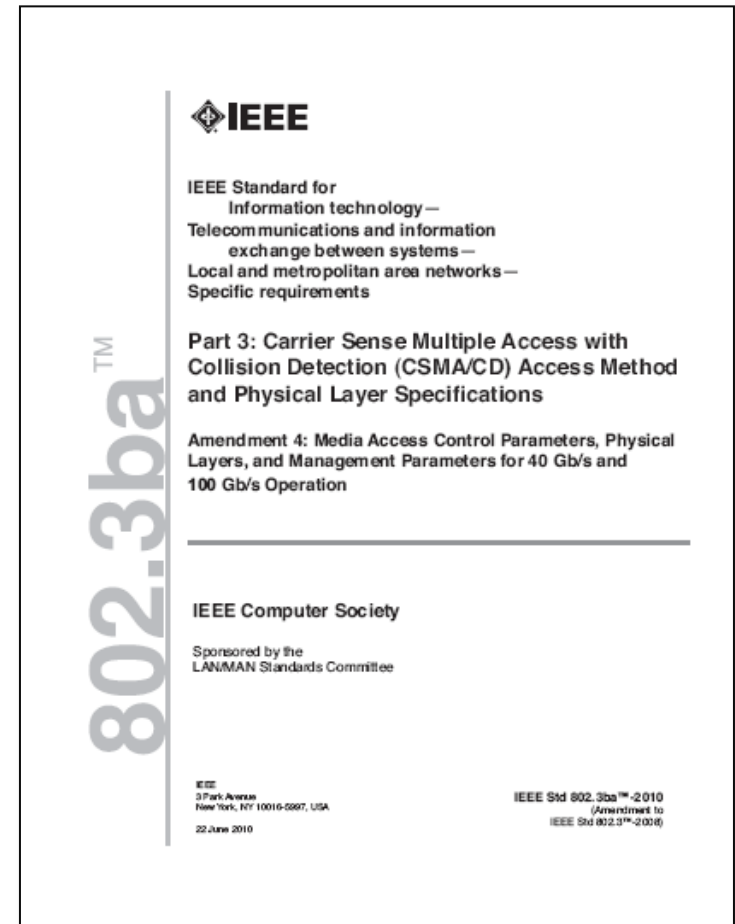 IEEE
IEEE Standard for
Information technology—
Telecommunications and information
exchange between systems—
Local and metropolitan area networks—
Specific requirements
Part 3: Carrier Sense Multiple Access with
Collision Detection (CSMA/CD) Access Method
and Physical Layer Specifications
Amendment 4: Media Access Control Parameters, Physical
Layers, and Management Parameters for 40 Gb/s and
100 Gb/s Operation
802.3ba™
IEEE Computer Society
Sponsored by the
LAN/MAN Standards Committee
IEEE
3 Park Avenue
New York, NY 10016-5997, USA
22 June 2010
IEEE Std 802.3ba™-2010
(Amendment to
IEEE Std 802.3™-2008)